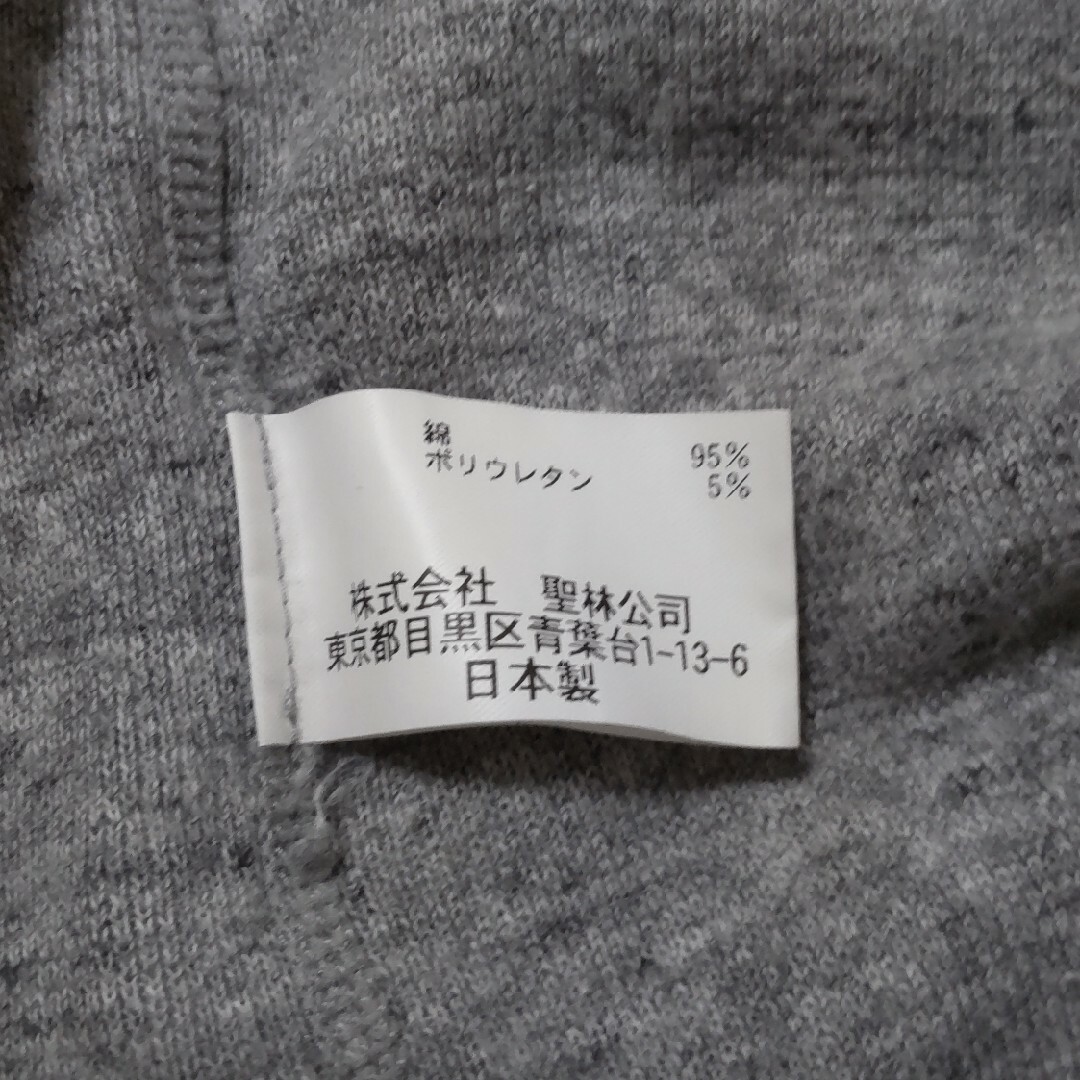 綿 95%
ポリウレタン 5%
株式会社 聖林公司
東京都目黒区青葉台1-13-6
日本製